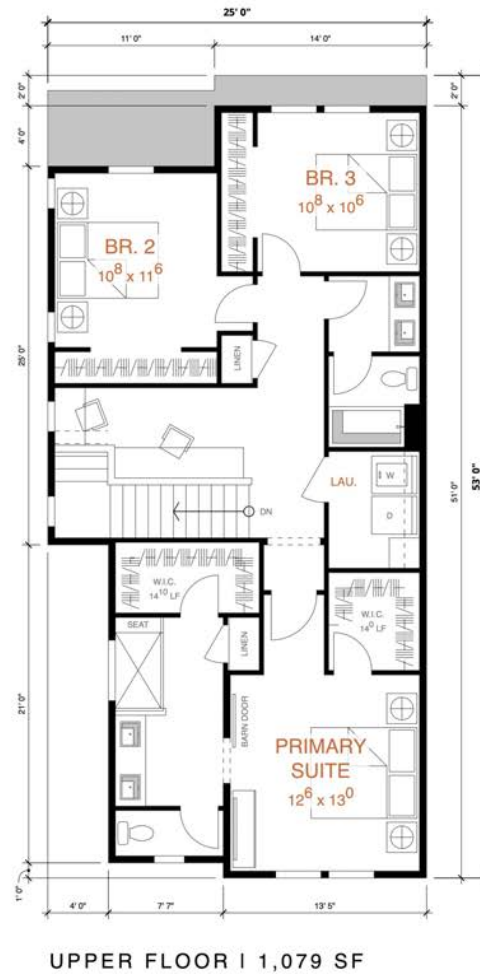 25' 0"
11' 0"
14' 0"
2' 0"
2' 0"
4' 0"
BR. 3
10⁸ x 10⁶
BR. 2
10⁸ x 11⁶
LINEN
25' 0"
53' 0"
51' 0"
LAU.
W
D
DN
W.I.C.
14¹⁰ LF
W.I.C.
14⁰ LF
SEAT
LINEN
21' 0"
BARN DOOR
PRIMARY
SUITE
12⁶ x 13⁰
1' 0"
4' 0"
7' 7"
13' 5"
UPPER FLOOR | 1,079 SF